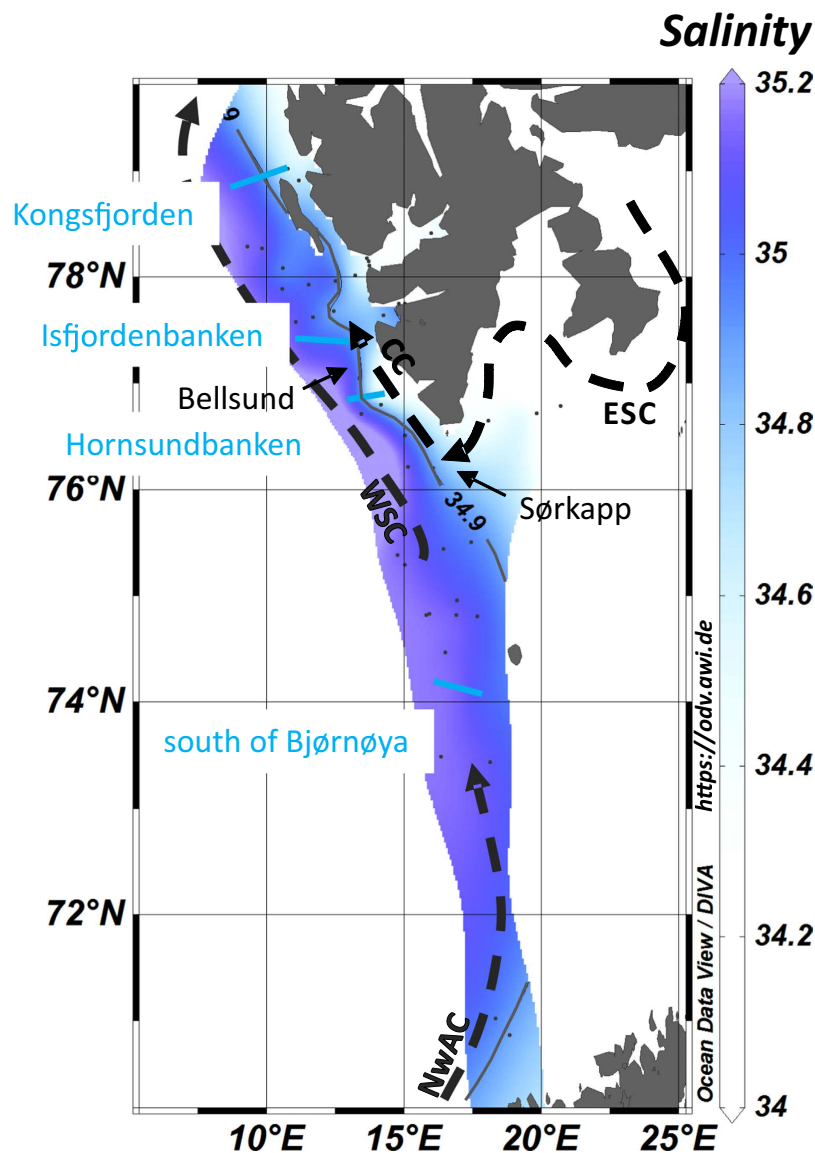 Salinity
35.2
9
Kongsfjorden
78°N
35
Isfjordenbanken
CC
Bellsund
ESC
34.8
Hornsundbanken
76°N
WSC
34.9
Sørkapp
34.6
74°N
south of Bjørnøya
34.4
72°N
34.2
NwAC
Ocean Data View / DIVA https://odv.awi.de
34
10°E 15°E 20°E 25°E